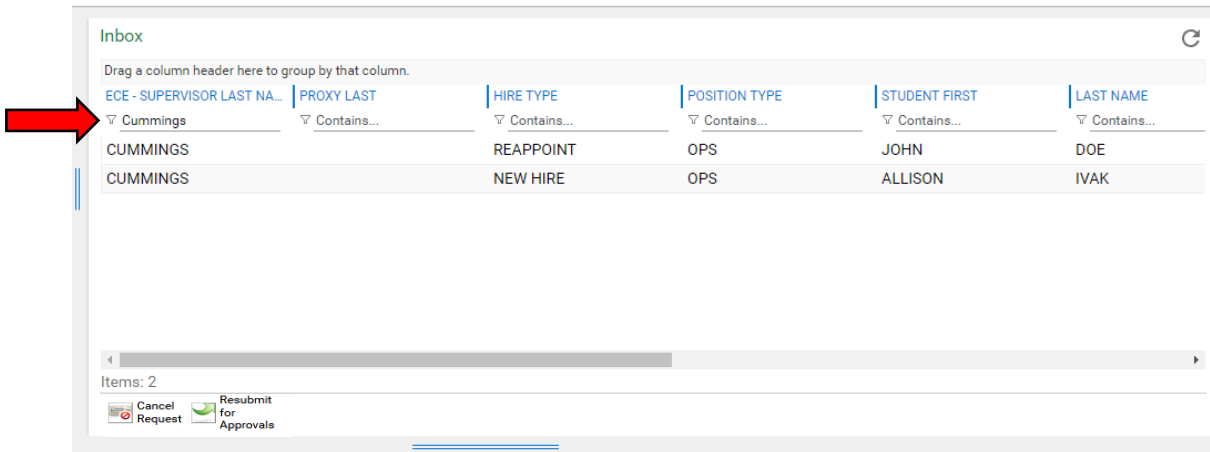 Inbox
Drag a column header here to group by that column.
ECE - SUPERVISOR LAST NA... PROXY LAST HIRE TYPE POSITION TYPE STUDENT FIRST LAST NAME
Cummings Contains... Contains... Contains... Contains... Contains...
CUMMINGS REAPPOINT OPS JOHN DOE
CUMMINGS NEW HIRE OPS ALLISON IVAK
Items: 2
Cancel Request
Resubmit for Approvals